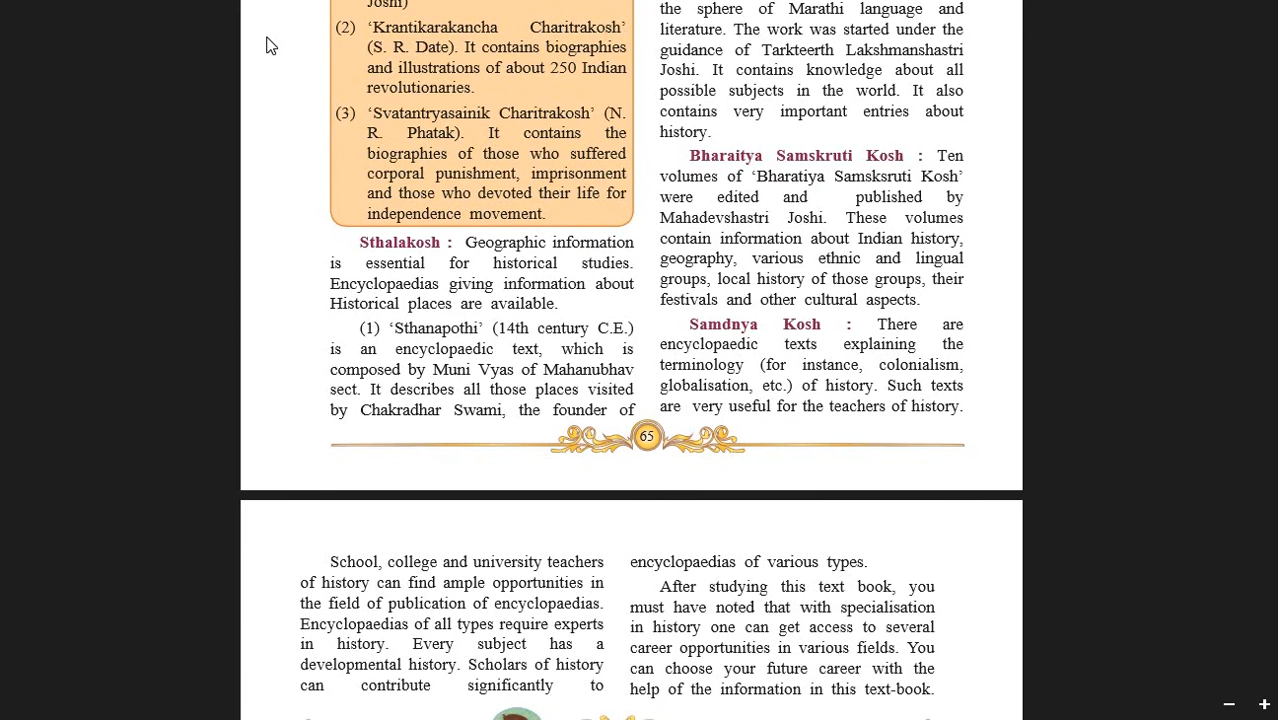 Joshi)
(2) ‘Krantikarakancha Charitrakosh’
(S. R. Date). It contains biographies
and illustrations of about 250 Indian
revolutionaries.
(3) ‘Svatantryasainik Charitrakosh’ (N.
R. Phatak). It contains the
biographies of those who suffered
corporal punishment, imprisonment
and those who devoted their life for
independence movement.
Sthalakosh : Geographic information
is essential for historical studies.
Encyclopaedias giving information about
Historical places are available.
(1) ‘Sthanapothi’ (14th century C.E.)
is an encyclopaedic text, which is
composed by Muni Vyas of Mahanubhav
sect. It describes all those places visited
by Chakradhar Swami, the founder of
the sphere of Marathi language and
literature. The work was started under the
guidance of Tarkteerth Lakshmanshastri
Joshi. It contains knowledge about all
possible subjects in the world. It also
contains very important entries about
history.
Bharaitya Samskruti Kosh : Ten
volumes of ‘Bharatiya Samsksruti Kosh’
were edited and published by
Mahadevshastri Joshi. These volumes
contain information about Indian history,
geography, various ethnic and lingual
groups, local history of those groups, their
festivals and other cultural aspects.
Samdnya Kosh : There are
encyclopaedic texts explaining the
terminology (for instance, colonialism,
globalisation, etc.) of history. Such texts
are very useful for the teachers of history.
65
School, college and university teachers
of history can find ample opportunities in
the field of publication of encyclopaedias.
Encyclopaedias of all types require experts
in history. Every subject has a
developmental history. Scholars of history
can contribute significantly to
encyclopaedias of various types.
After studying this text book, you
must have noted that with specialisation
in history one can get access to several
career opportunities in various fields. You
can choose your future career with the
help of the information in this text-book.